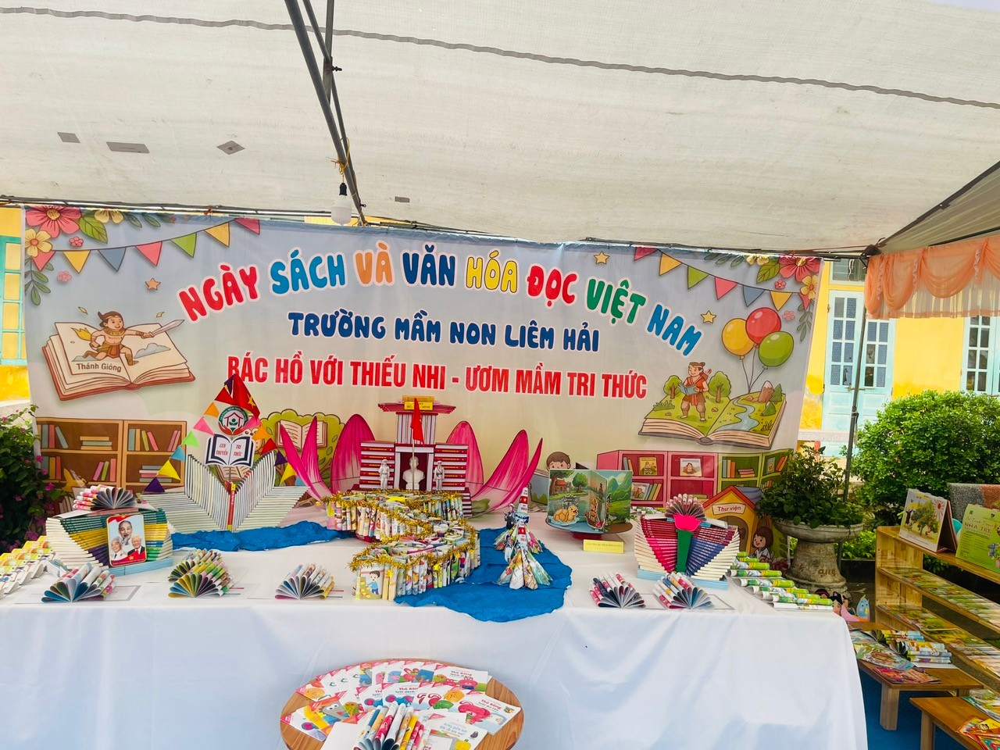 NGÀY SÁCH VÀ VĂN HÓA ĐỌC VIỆT NAM
TRƯỜNG MẦM NON LIÊM HẢI
BÁC HỒ VỚI THIẾU NHI - ƯƠM MẦM TRI THỨC
Thánh Gióng
Thư viện